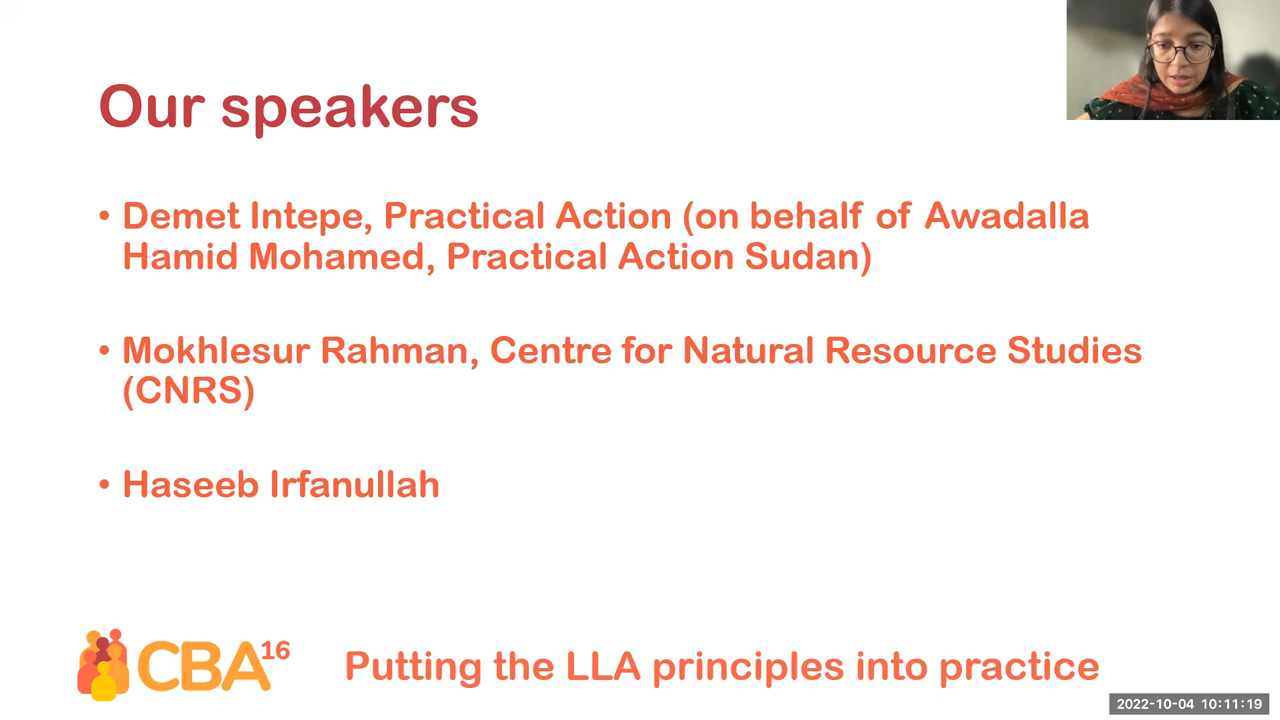 Our speakers
• Demet Intepe, Practical Action (on behalf of Awadalla
Hamid Mohamed, Practical Action Sudan)
• Mokhlesur Rahman, Centre for Natural Resource Studies
(CNRS)
• Haseeb Irfanullah
CBA16
Putting the LLA principles into practice
2022-10-04 10:11:19